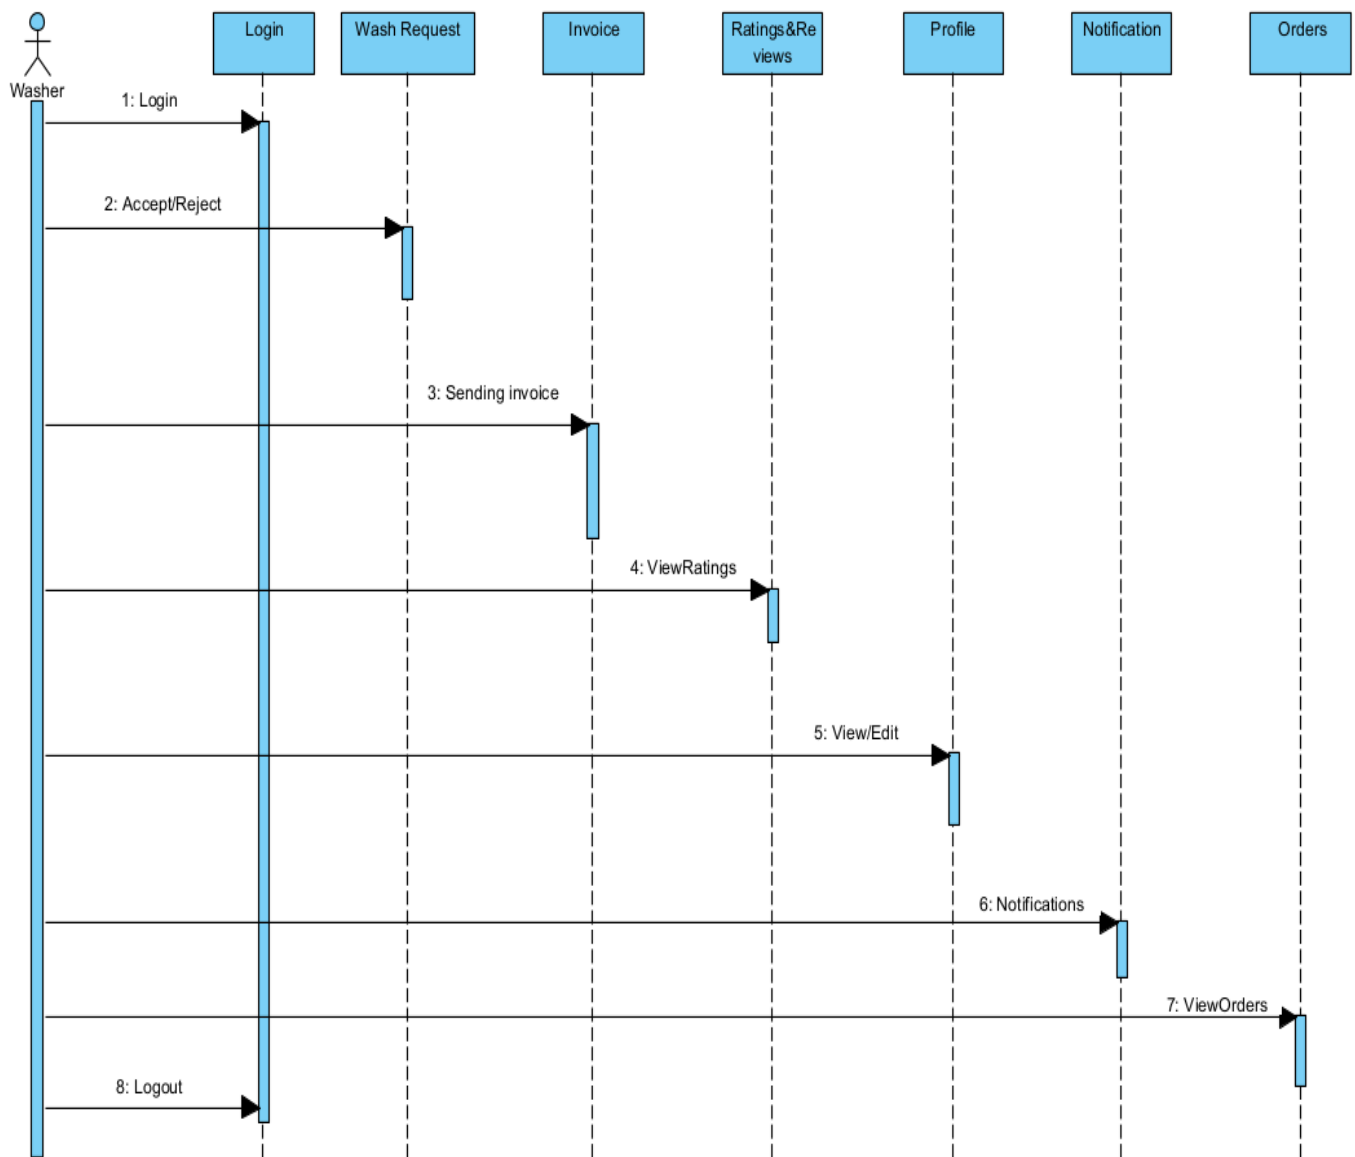 Login
Wash Request
Invoice
Ratings&Re
views
Profile
Notification
Orders
Washer
1: Login
2: Accept/Reject
3: Sending invoice
4: ViewRatings
5: View/Edit
6: Notifications
7: ViewOrders
8: Logout